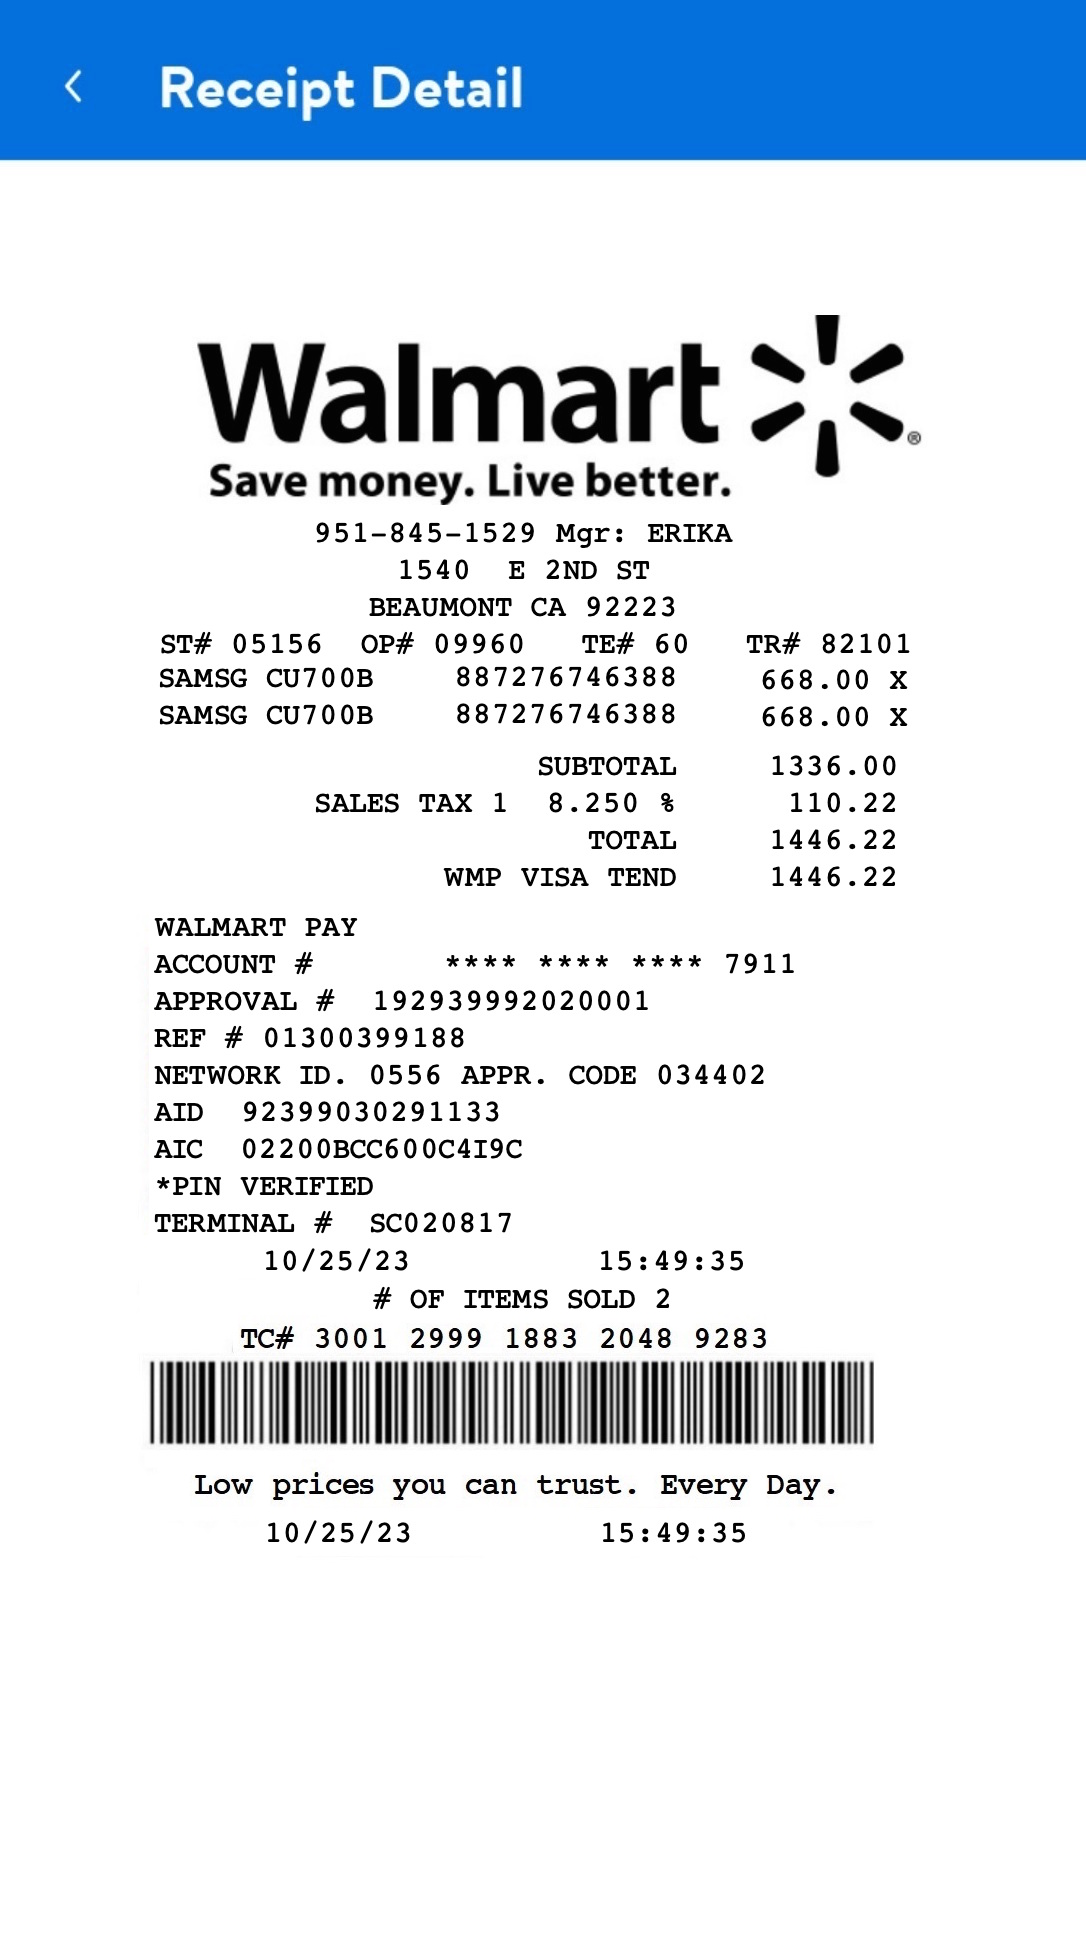 Receipt Detail
Walmart
Save money. Live better.
951-845-1529 Mgr: ERIKA
1540 E 2ND ST
BEAUMONT CA 92223
ST# 05156 OP# 09960 TE# 60 TR# 82101
SAMSG CU700B 887276746388 668.00 X
SAMSG CU700B 887276746388 668.00 X
SUBTOTAL 1336.00
SALES TAX 1 8.250 % 110.22
TOTAL 1446.22
WMP VISA TEND 1446.22
WALMART PAY
ACCOUNT # **** **** **** 7911
APPROVAL # 192939992020001
REF # 01300399188
NETWORK ID. 0556 APPR. CODE 034402
AID 92399030291133
AIC 02200BCC600C4I9C
*PIN VERIFIED
TERMINAL # SC020817
10/25/23 15:49:35
# OF ITEMS SOLD 2
TC# 3001 2999 1883 2048 9283
Low prices you can trust. Every Day.
10/25/23 15:49:35